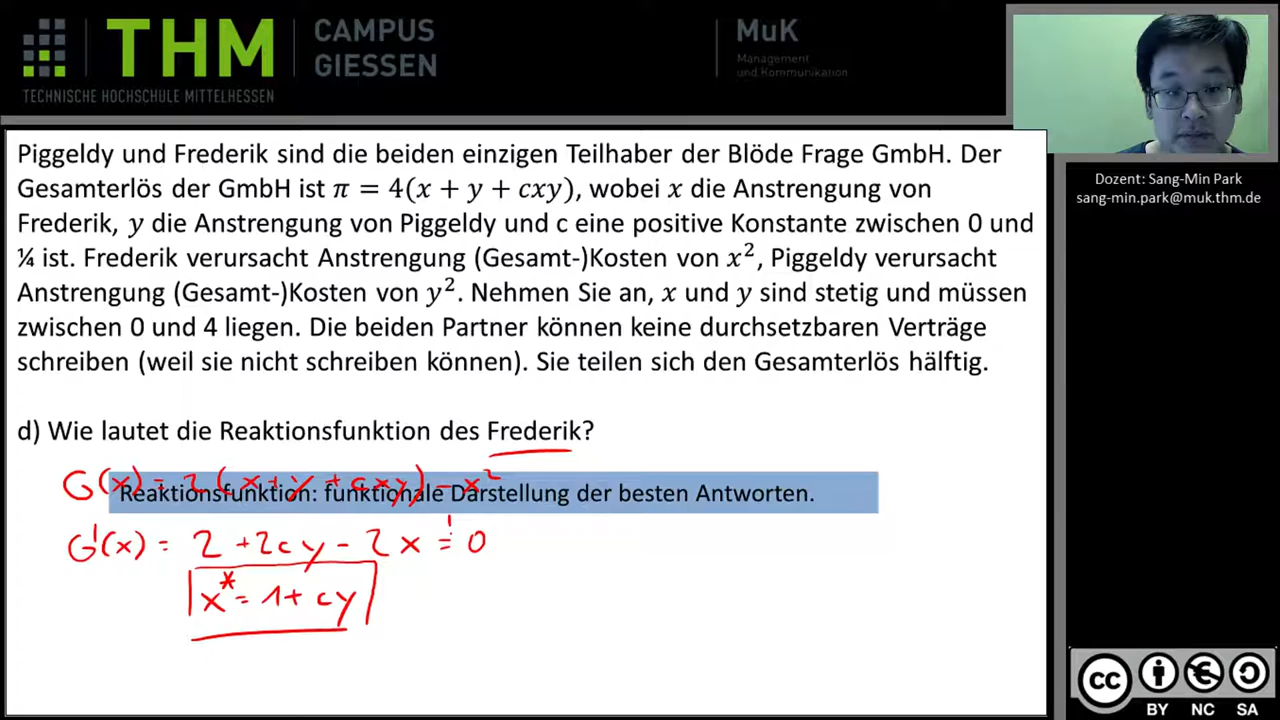 THM
TECHNISCHE HOCHSCHULE MITTELHESSEN
CAMPUS
GIESSEN
MuK
Management
und Kommunikation
Dozent: Sang-Min Park
sang-min.park@muk.thm.de
Piggeldy und Frederik sind die beiden einzigen Teilhaber der Blöde Frage GmbH. Der
Gesamterlös der GmbH ist π = 4(x + y + cxy), wobei x die Anstrengung von
Frederik, y die Anstrengung von Piggeldy und c eine positive Konstante zwischen 0 und
¼ ist. Frederik verursacht Anstrengung (Gesamt-)Kosten von x², Piggeldy verursacht
Anstrengung (Gesamt-)Kosten von y². Nehmen Sie an, x und y sind stetig und müssen
zwischen 0 und 4 liegen. Die beiden Partner können keine durchsetzbaren Verträge
schreiben (weil sie nicht schreiben können). Sie teilen sich den Gesamterlös hälftig.
d) Wie lautet die Reaktionsfunktion des Frederik?
G(x) = 2(x+y+cxy) - x²
Reaktionsfunktion: funktionale Darstellung der besten Antworten.
G'(x) = 2 + 2cy - 2x != 0
x* = 1 + cy
cc
BY NC SA